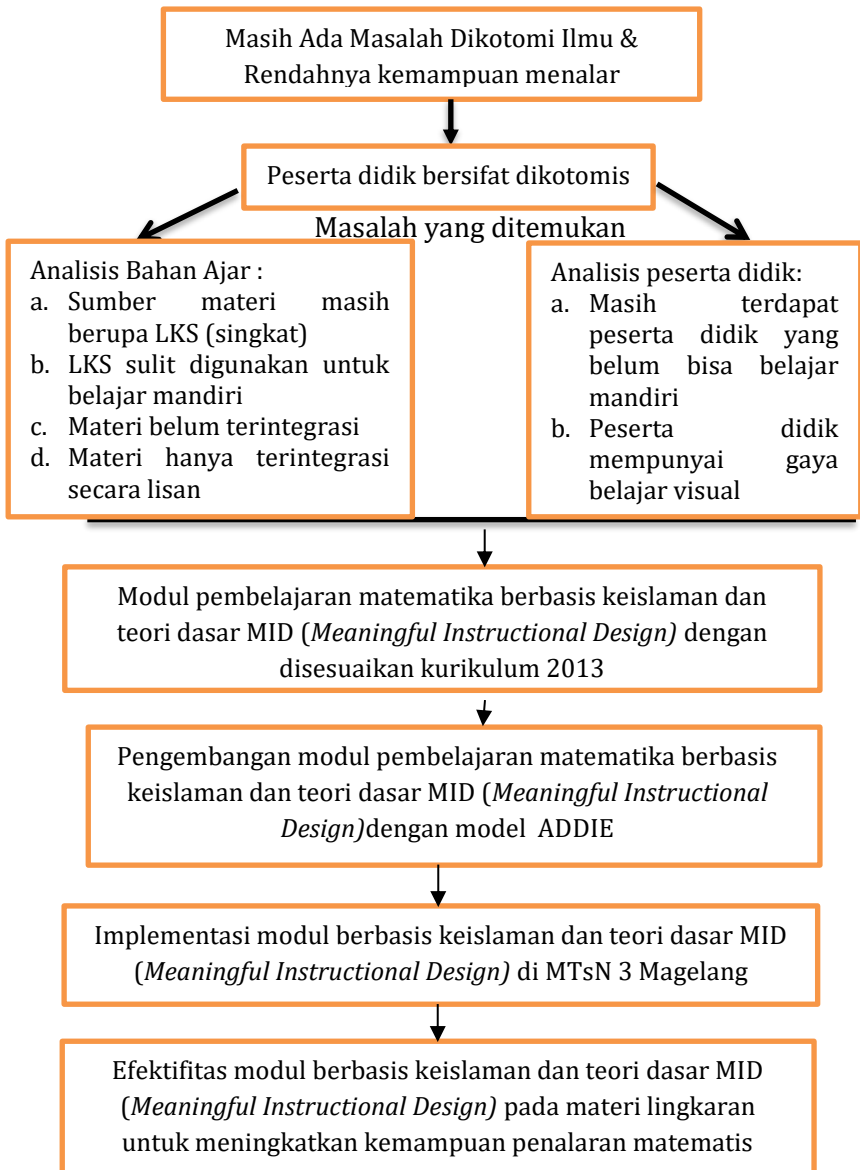 Masih Ada Masalah Dikotomi Ilmu &
Rendahnya kemampuan menalar
Peserta didik bersifat dikotomis
Masalah yang ditemukan
Analisis Bahan Ajar :
a. Sumber materi masih
berupa LKS (singkat)
b. LKS sulit digunakan untuk
belajar mandiri
c. Materi belum terintegrasi
d. Materi hanya terintegrasi
secara lisan
Analisis peserta didik:
a. Masih terdapat
peserta didik yang
belum bisa belajar
mandiri
b. Peserta didik
mempunyai gaya
belajar visual
Modul pembelajaran matematika berbasis keislaman dan
teori dasar MID (Meaningful Instructional Design) dengan
disesuaikan kurikulum 2013
Pengembangan modul pembelajaran matematika berbasis
keislaman dan teori dasar MID (Meaningful Instructional
Design)dengan model ADDIE
Implementasi modul berbasis keislaman dan teori dasar MID
(Meaningful Instructional Design) di MTsN 3 Magelang
Efektifitas modul berbasis keislaman dan teori dasar MID
(Meaningful Instructional Design) pada materi lingkaran
untuk meningkatkan kemampuan penalaran matematis